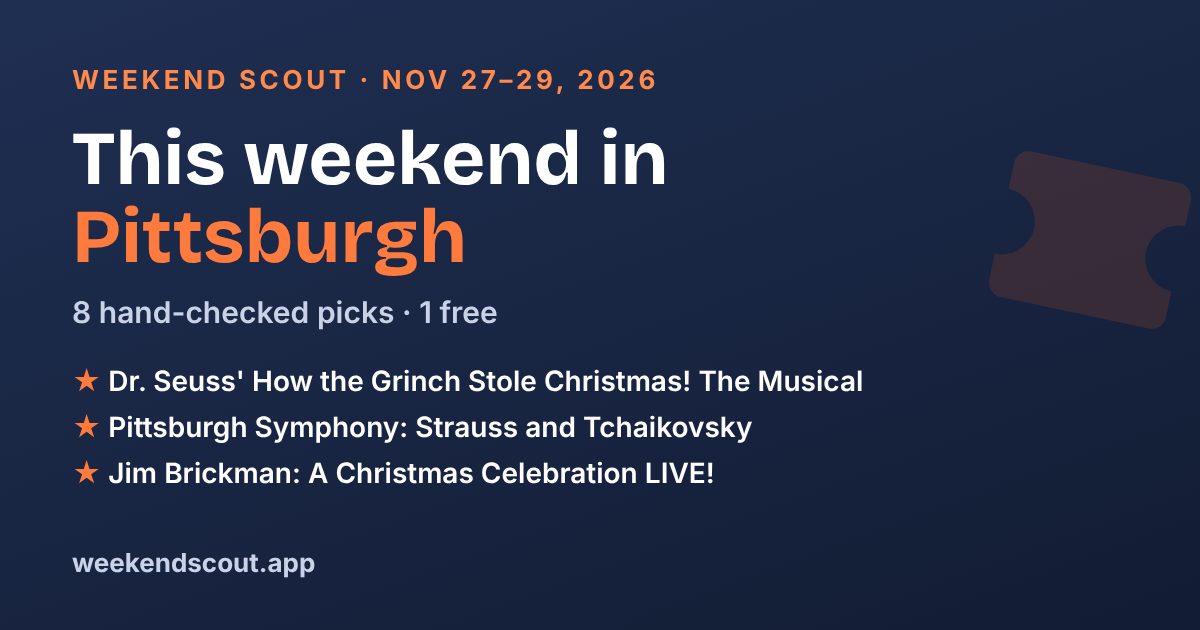 WEEKEND SCOUT · NOV 27–29, 2026
This weekend in
Pittsburgh
8 hand-checked picks · 1 free
★ Dr. Seuss' How the Grinch Stole Christmas! The Musical
★ Pittsburgh Symphony: Strauss and Tchaikovsky
★ Jim Brickman: A Christmas Celebration LIVE!
weekendscout.app